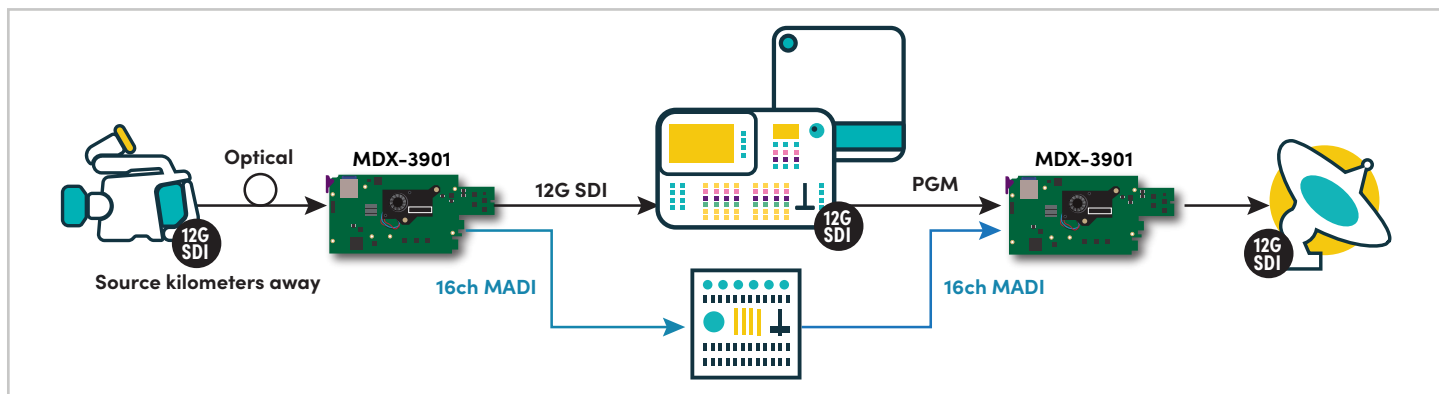 Optical
MDX-3901
12G SDI
PGM
MDX-3901
12G
SDI
Source kilometers away
12G
SDI
12G
SDI
16ch MADI
16ch MADI